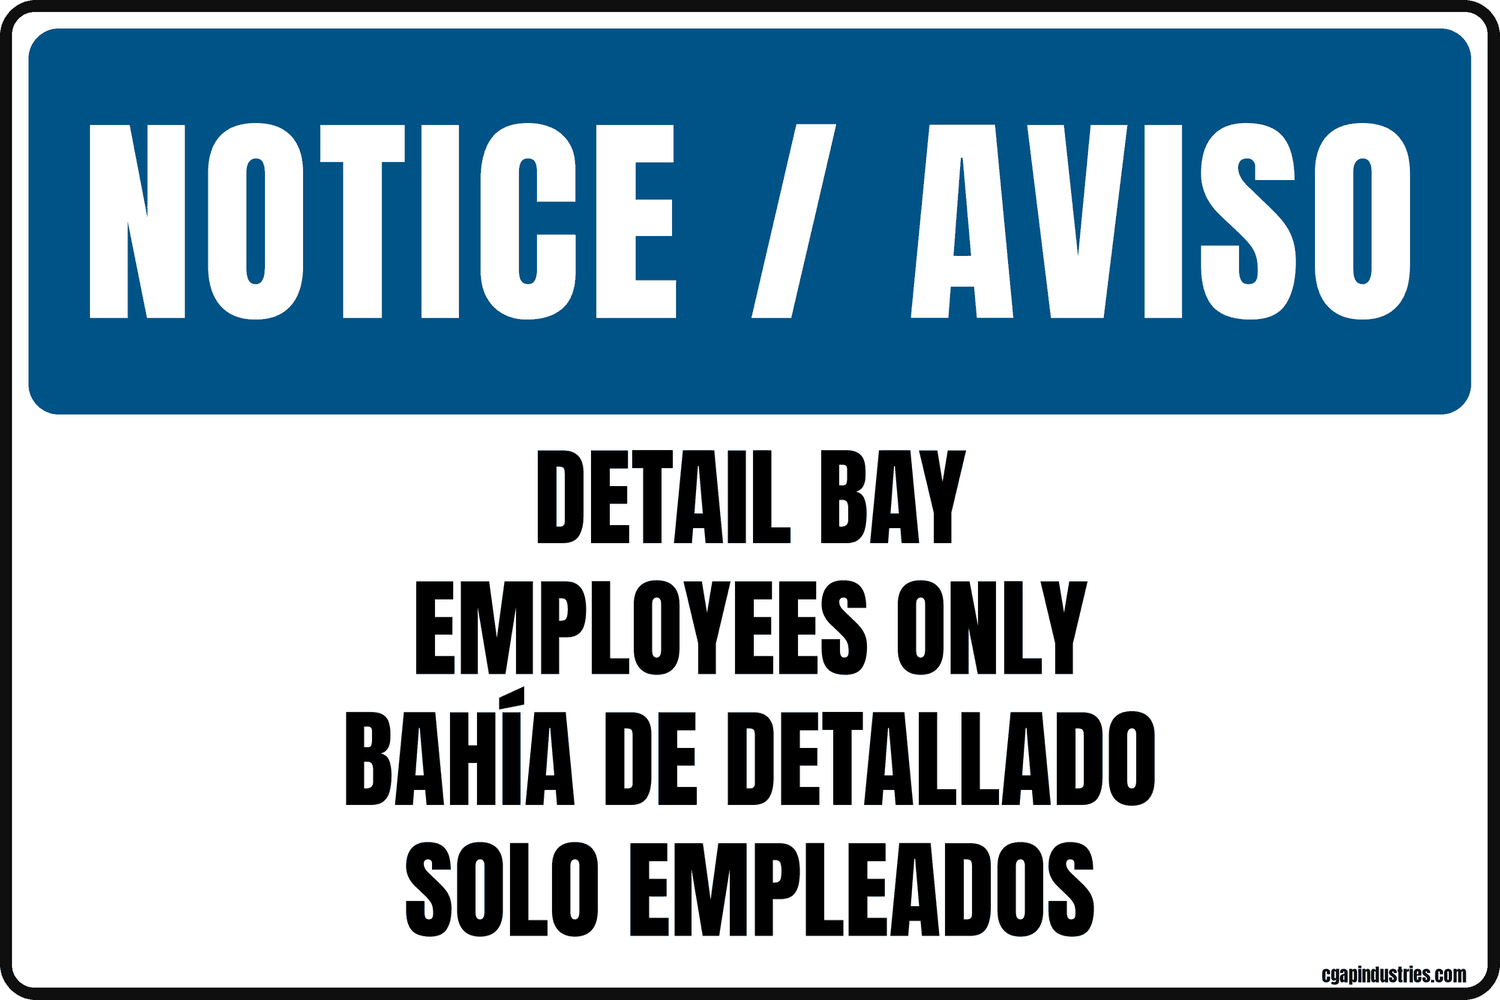 NOTICE / AVISO
DETAIL BAY
EMPLOYEES ONLY
BAHÍA DE DETALLADO
SOLO EMPLEADOS
cgapindustries.com